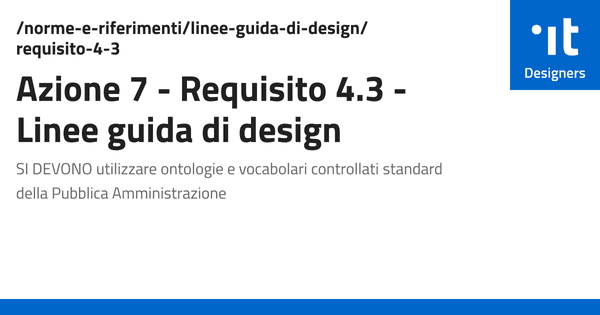 /norme-e-riferimenti/linee-guida-di-design/
requisito-4-3
.it
Designers
Azione 7 - Requisito 4.3 -
Linee guida di design
SI DEVONO utilizzare ontologie e vocabolari controllati standard
della Pubblica Amministrazione